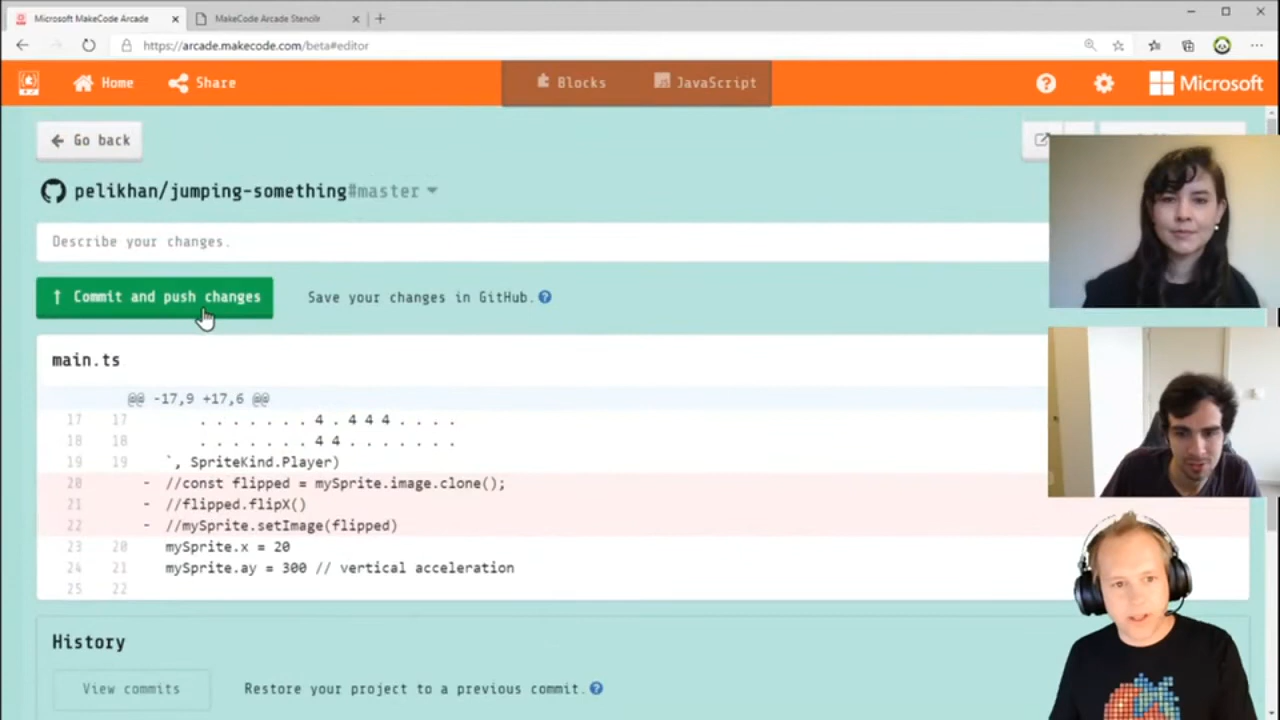 Microsoft MakeCode Arcade
MakeCode Arcade Stencilr
https://arcade.makecode.com/beta#editor
Home
Share
Blocks
JavaScript
Microsoft
Go back
pelikhan/jumping-something#master
Describe your changes.
Commit and push changes
Save your changes in GitHub.
main.ts
@@ -17,9 +17,6 @@
17 17 . . . . . . . 4 . 4 4 4 . . . .
18 18 . . . . . . . 4 4 . . . . . . .
19 19 `, SpriteKind.Player)
20 - //const flipped = mySprite.image.clone();
21 - //flipped.flipX()
22 - //mySprite.setImage(flipped)
23 20 mySprite.x = 20
24 21 mySprite.ay = 300 // vertical acceleration
25 22
History
View commits
Restore your project to a previous commit.